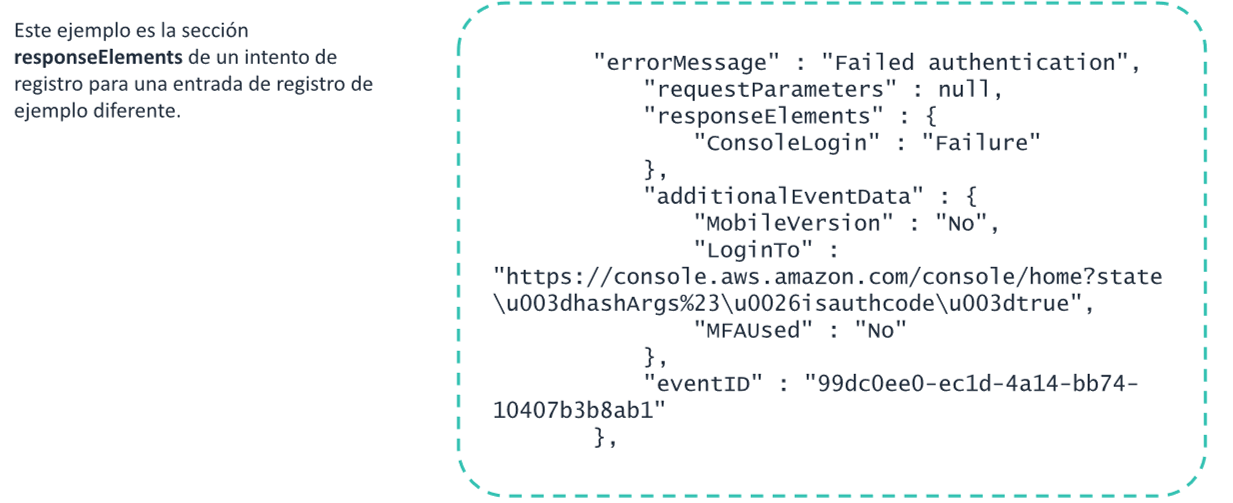 Este ejemplo es la sección
responseElements de un intento de
registro para una entrada de registro de
ejemplo diferente.
"errorMessage" : "Failed authentication",
"requestParameters" : null,
"responseElements" : {
"ConsoleLogin" : "Failure"
},
"additionalEventData" : {
"MobileVersion" : "No",
"LoginTo" :
"https://console.aws.amazon.com/console/home?state
\u003dhashArgs%23\u0026isauthcode\u003dtrue",
"MFAUsed" : "No"
},
"eventID" : "99dc0ee0-ec1d-4a14-bb74-
10407b3b8ab1"
},